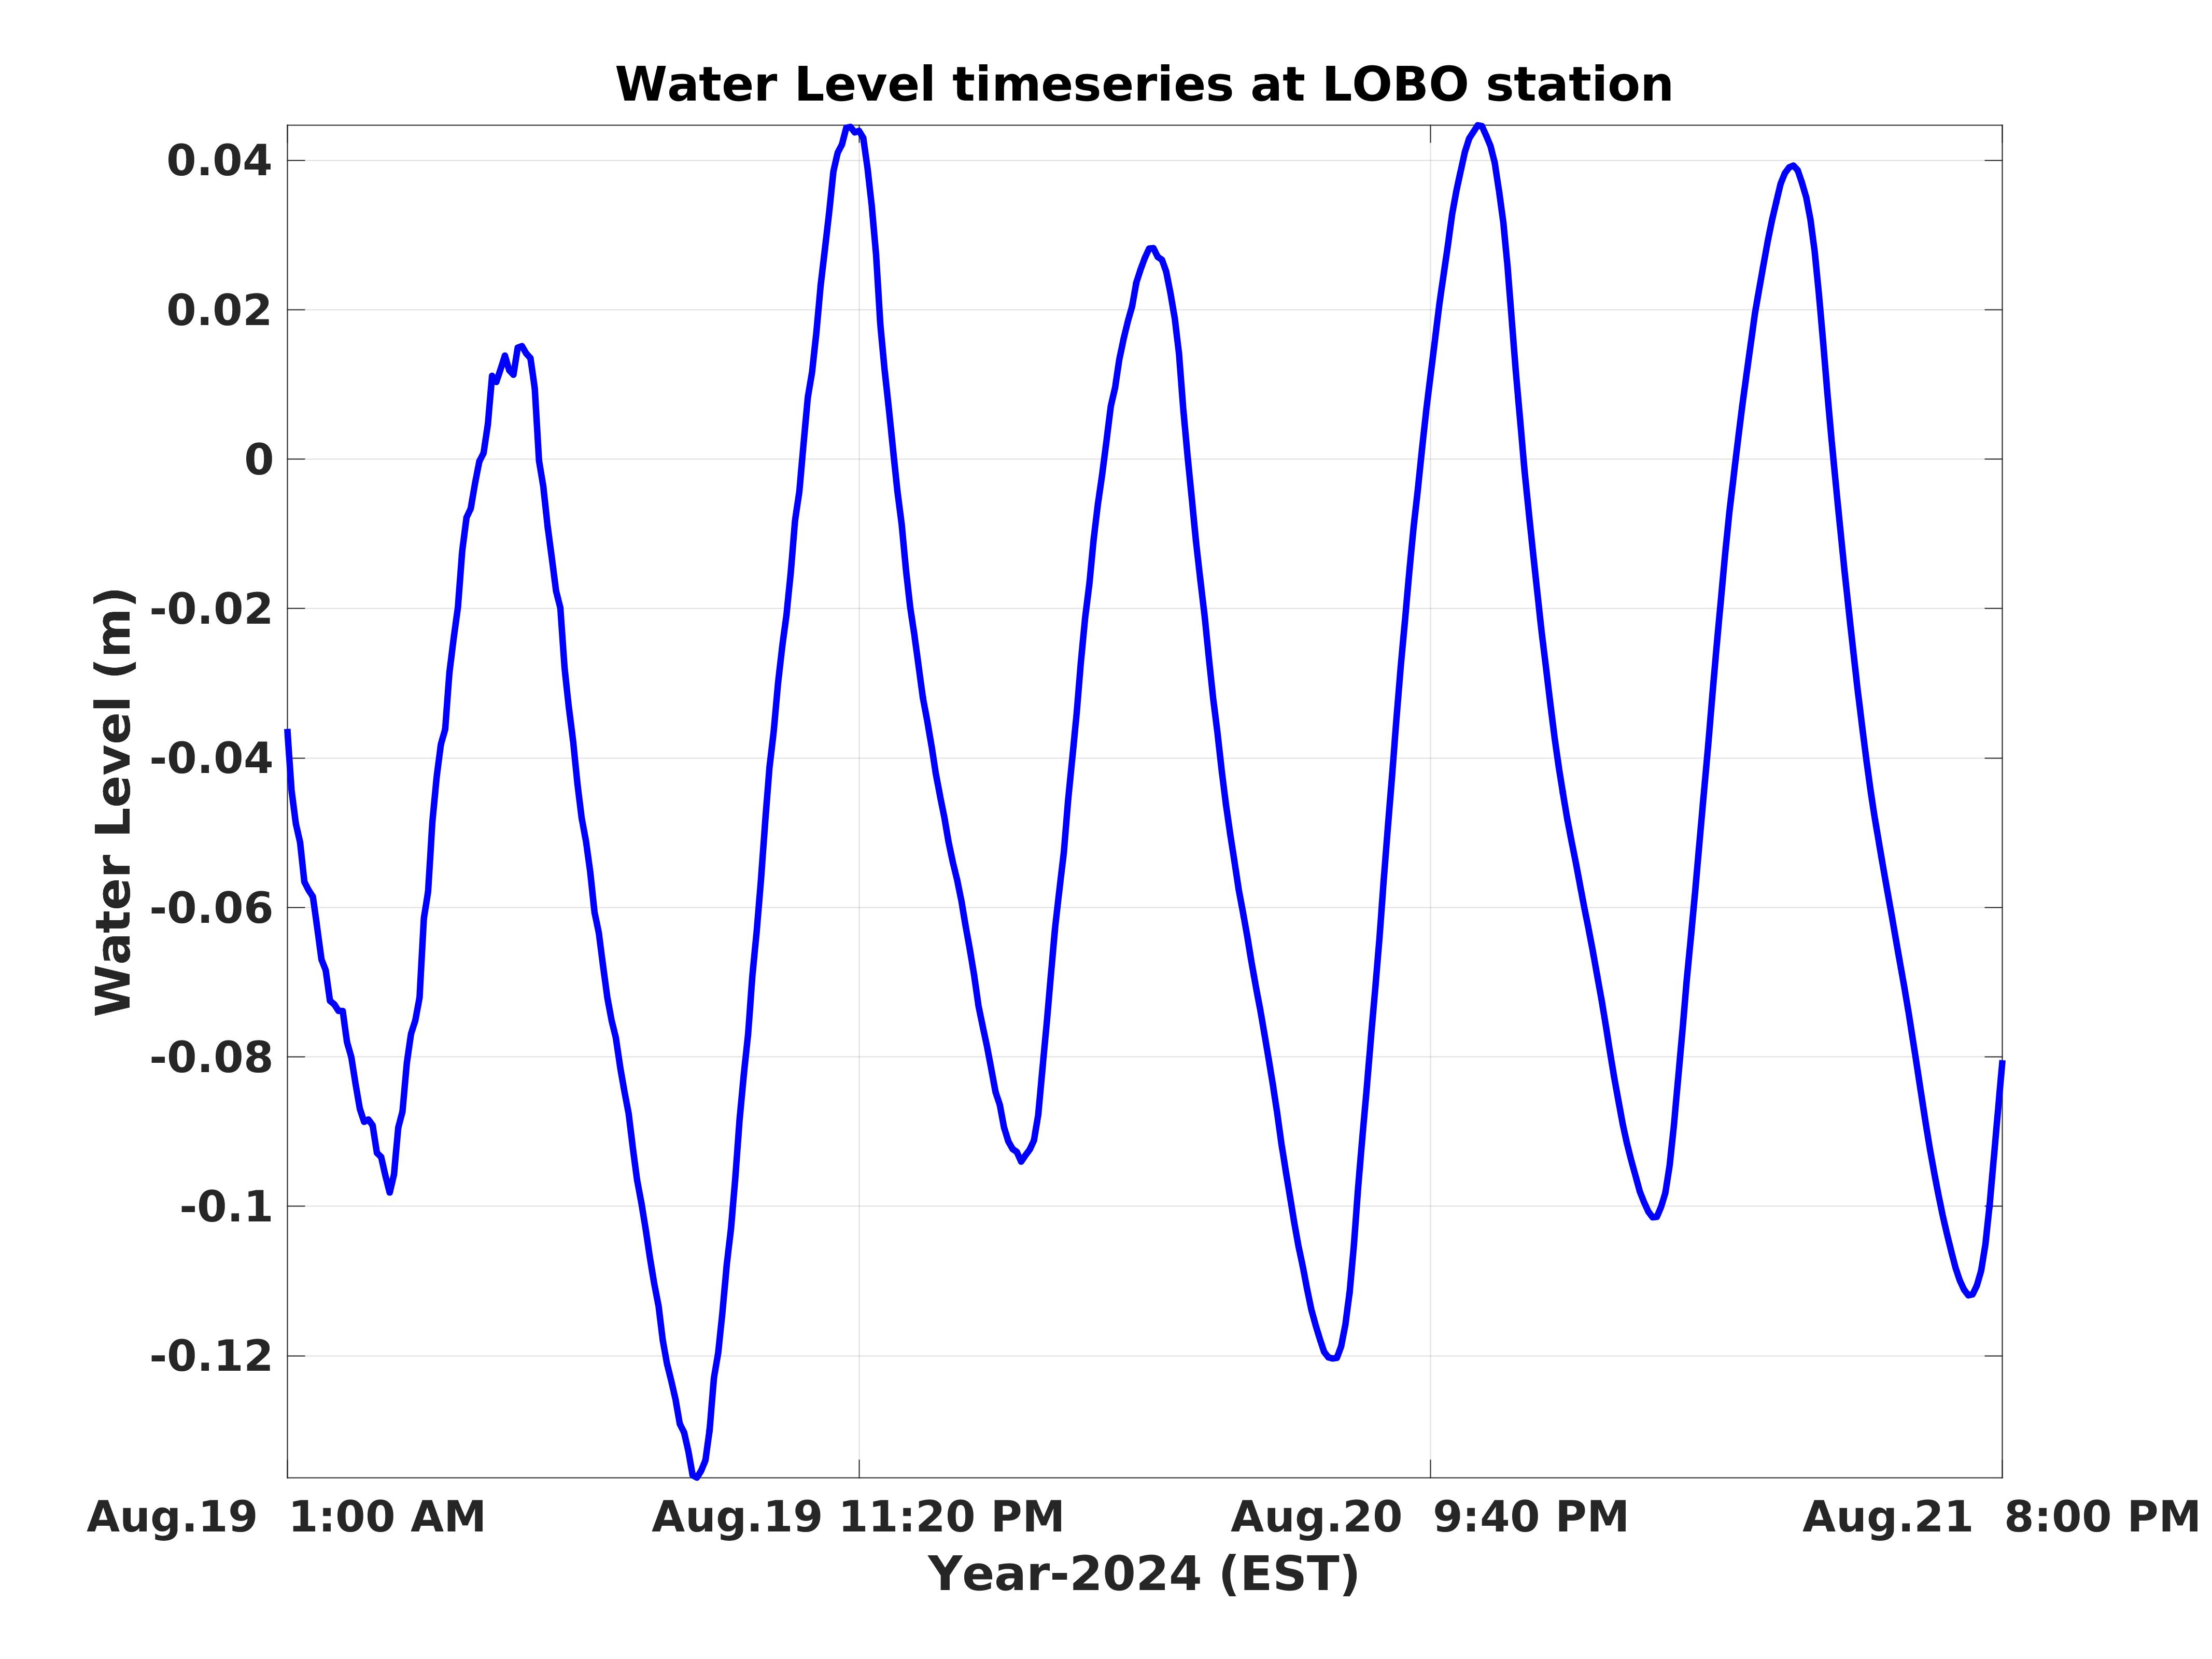 Water Level timeseries at LOBO station
0.04
0.02
0
-0.02
-0.04
-0.06
-0.08
-0.1
-0.12
Water Level (m)
Aug.19 1:00 AM
Aug.19 11:20 PM
Aug.20 9:40 PM
Aug.21 8:00 PM
Year-2024 (EST)